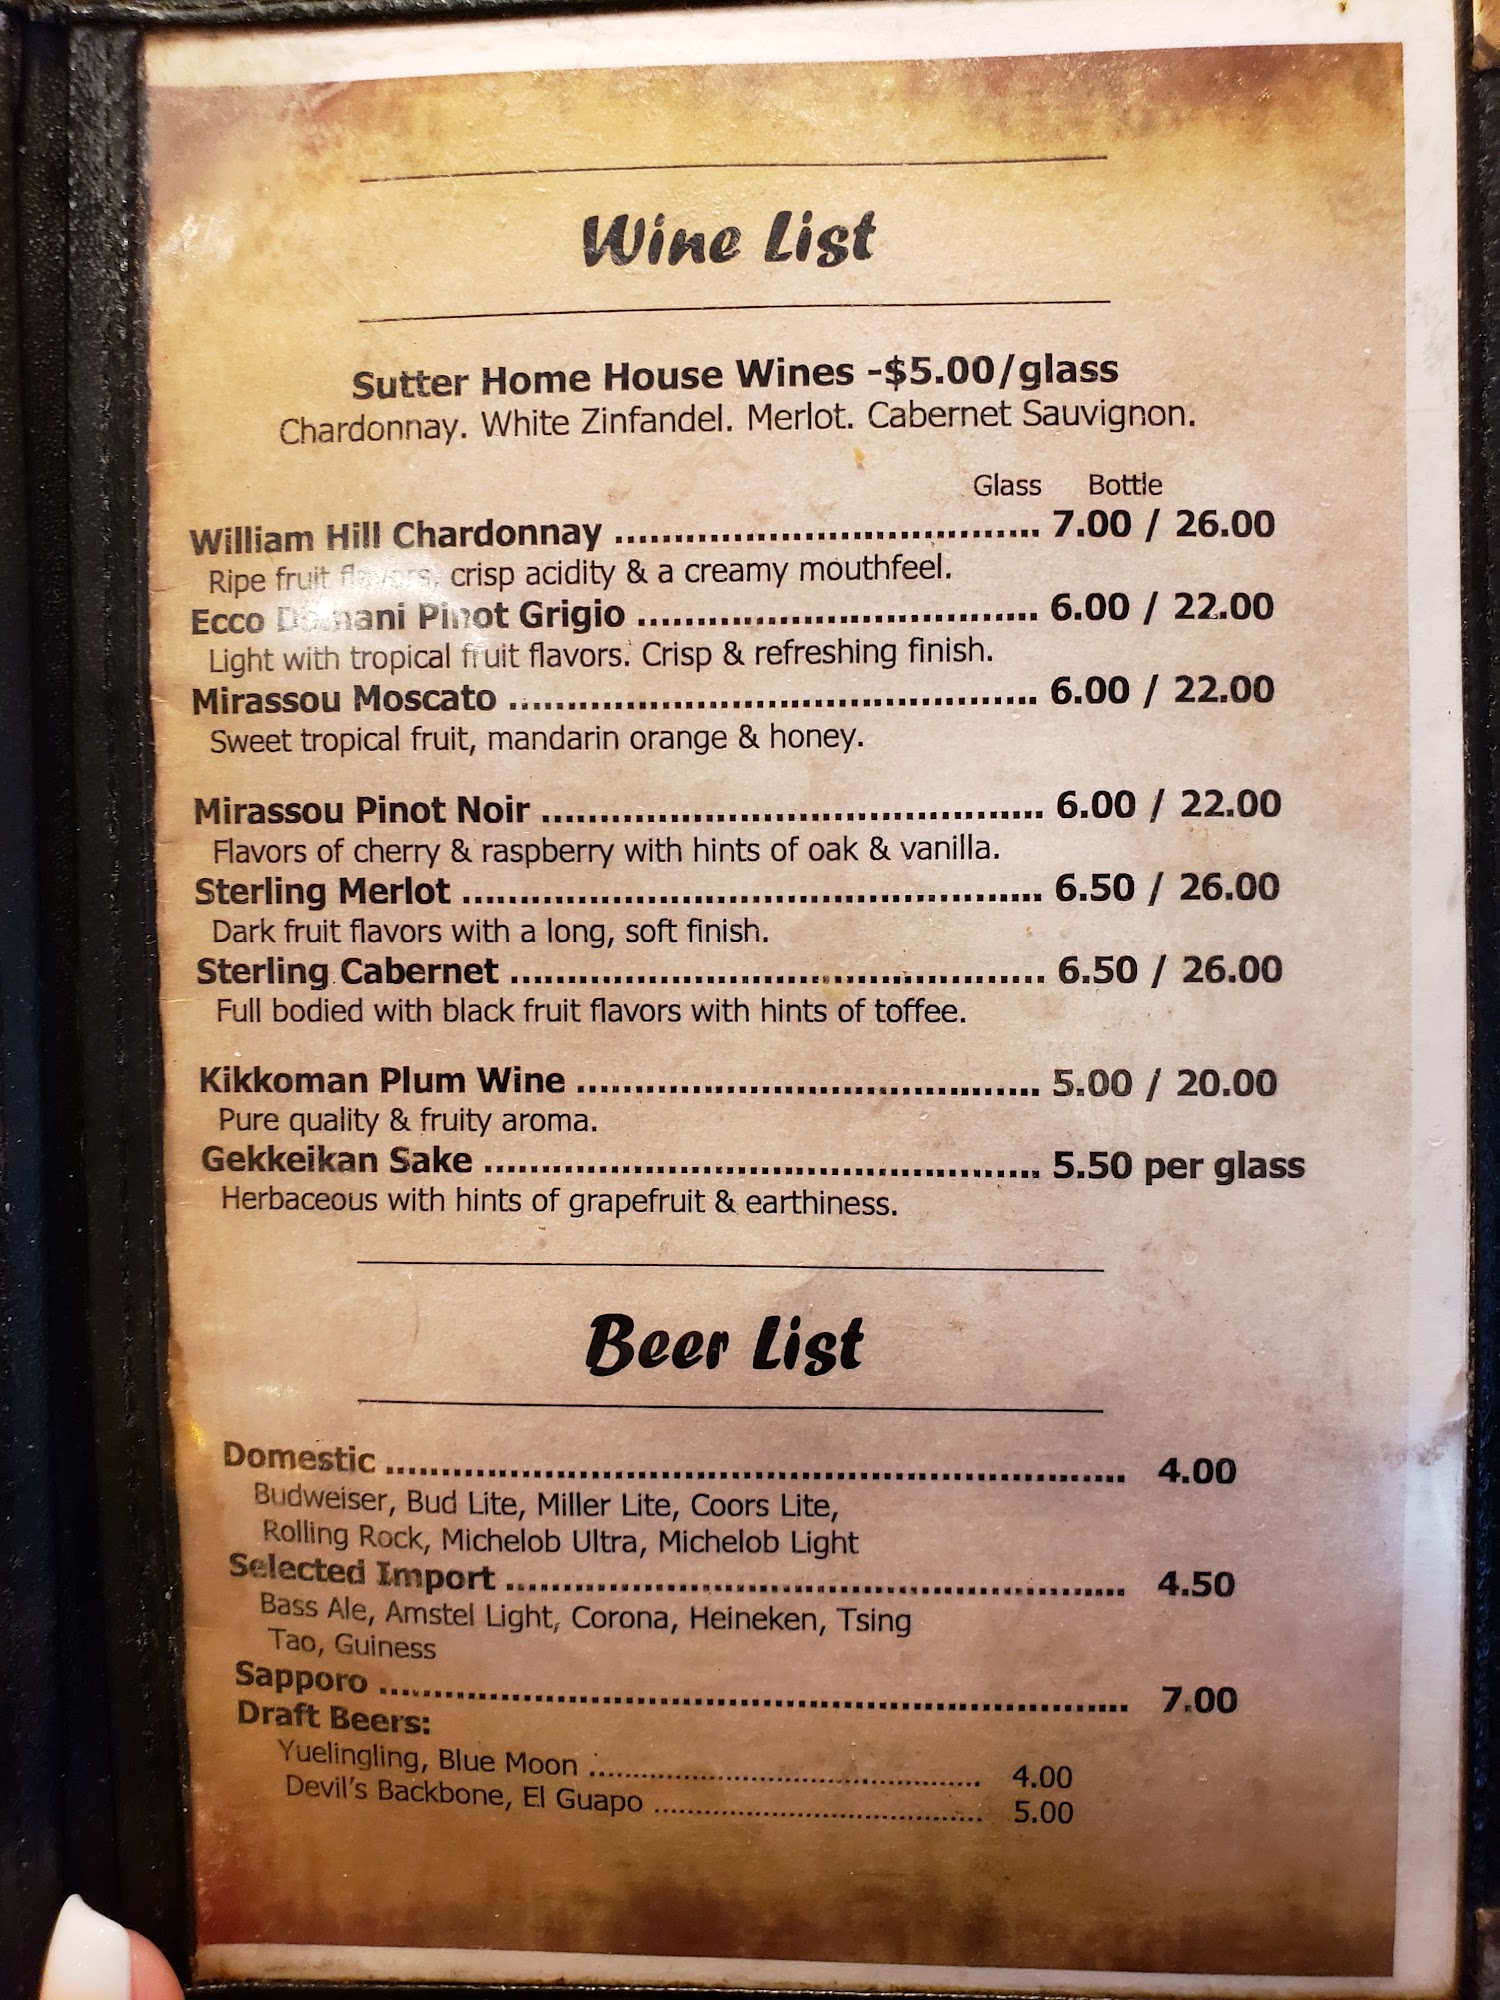 Wine List
Sutter Home House Wines -$5.00/glass
Chardonnay. White Zinfandel. Merlot. Cabernet Sauvignon.
Glass Bottle
William Hill Chardonnay ..................................... 7.00 / 26.00
Ripe fruit flavors, crisp acidity & a creamy mouthfeel.
Ecco Domani Pinot Grigio ................................... 6.00 / 22.00
Light with tropical fruit flavors. Crisp & refreshing finish.
Mirassou Moscato .............................................. 6.00 / 22.00
Sweet tropical fruit, mandarin orange & honey.
Mirassou Pinot Noir ........................................... 6.00 / 22.00
Flavors of cherry & raspberry with hints of oak & vanilla.
Sterling Merlot .................................................. 6.50 / 26.00
Dark fruit flavors with a long, soft finish.
Sterling Cabernet .............................................. 6.50 / 26.00
Full bodied with black fruit flavors with hints of toffee.
Kikkoman Plum Wine ........................................ 5.00 / 20.00
Pure quality & fruity aroma.
Gekkeikan Sake ................................................ 5.50 per glass
Herbaceous with hints of grapefruit & earthiness.
Beer List
Domestic ................................................................ 4.00
Budweiser, Bud Lite, Miller Lite, Coors Lite,
Rolling Rock, Michelob Ultra, Michelob Light
Selected Import ...................................................... 4.50
Bass Ale, Amstel Light, Corona, Heineken, Tsing
Tao, Guiness
Sapporo ................................................................. 7.00
Draft Beers:
Yuelingling, Blue Moon ............................................ 4.00
Devil's Backbone, El Guapo ..................................... 5.00